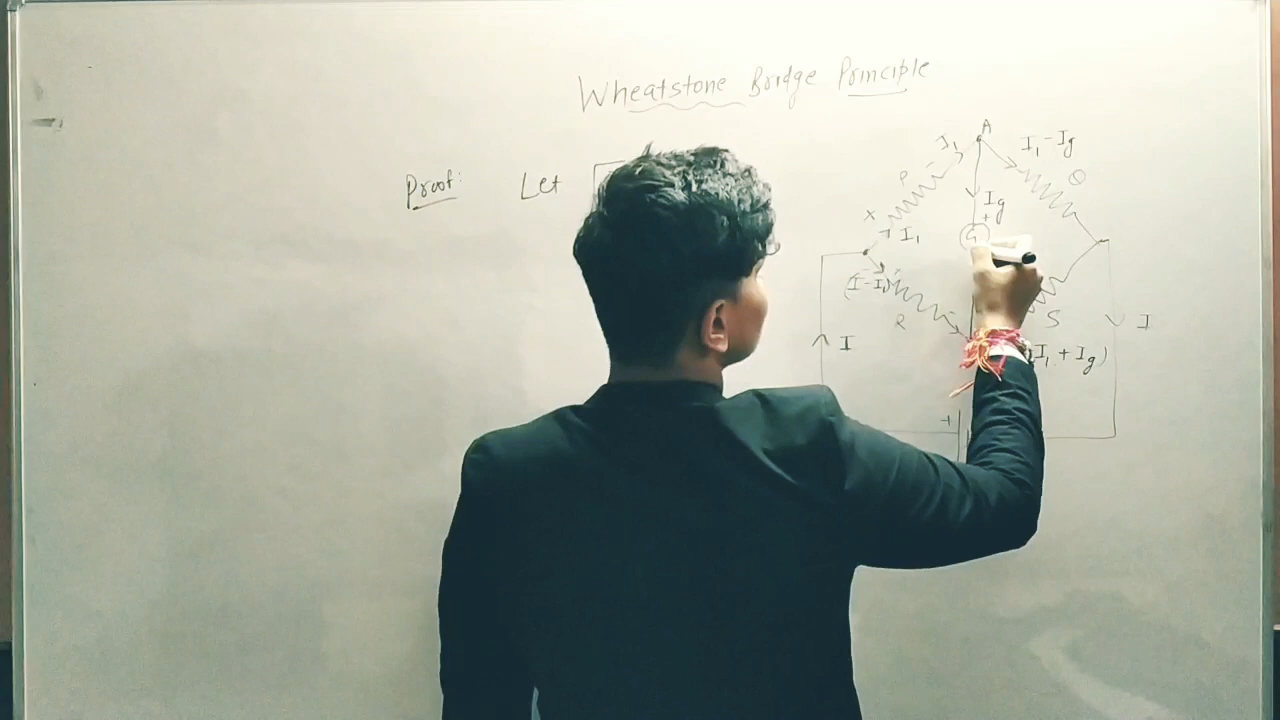 Wheatstone Bridge Principle
Proof: Let
A
I₁
I₁-Ig
P
Q
Ig
+
I₁
G
(I-I₁)
S
R
I
I
I₁ + Ig)
+